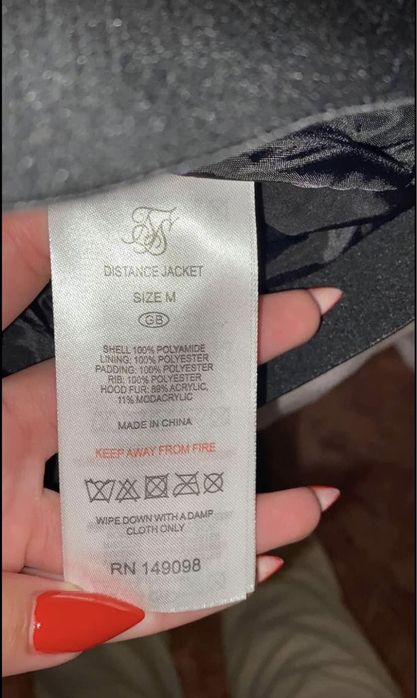 DISTANCE JACKET
SIZE M
GB
SHELL 100% POLYAMIDE
LINING: 100% POLYESTER
PADDING: 100% POLYESTER
RIB: 100% POLYESTER
HOOD FUR: 89% ACRYLIC,
11% MODACRYLIC
MADE IN CHINA
KEEP AWAY FROM FIRE
WIPE DOWN WITH A DAMP
CLOTH ONLY
RN 149098